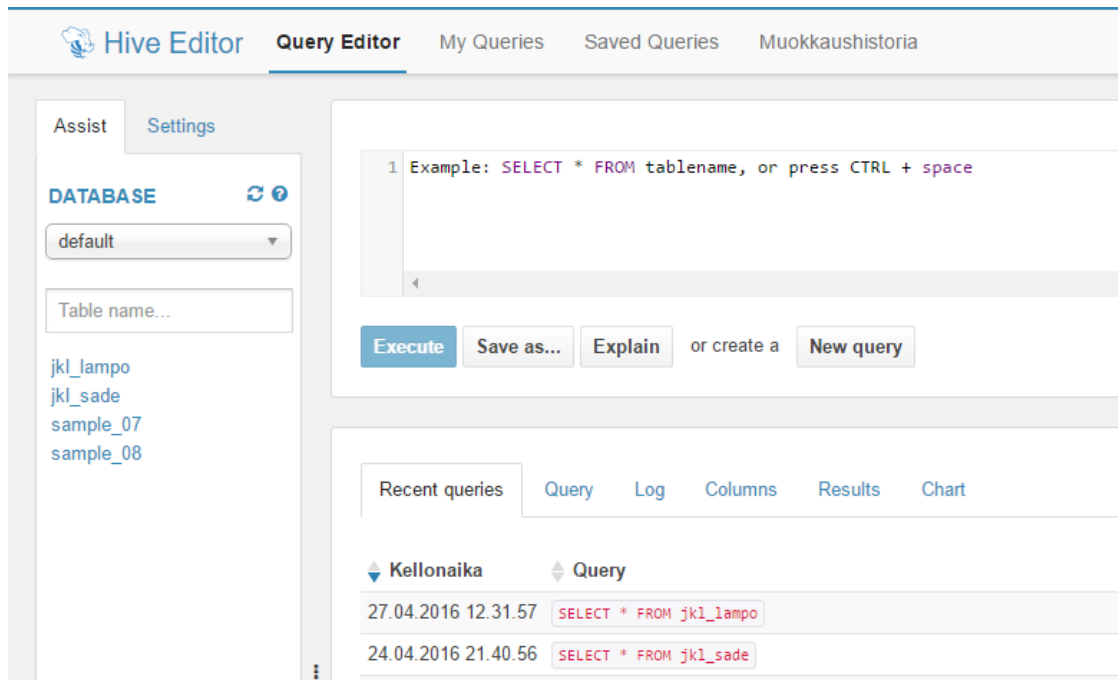 Hive Editor Query Editor My Queries Saved Queries Muokkaushistoria
Assist Settings
DATABASE
default
Table name...
jkl_lampo
jkl_sade
sample_07
sample_08
1 Example: SELECT * FROM tablename, or press CTRL + space
Execute Save as... Explain or create a New query
Recent queries Query Log Columns Results Chart
Kellonaika Query
27.04.2016 12.31.57 SELECT * FROM jkl_lampo
24.04.2016 21.40.56 SELECT * FROM jkl_sade